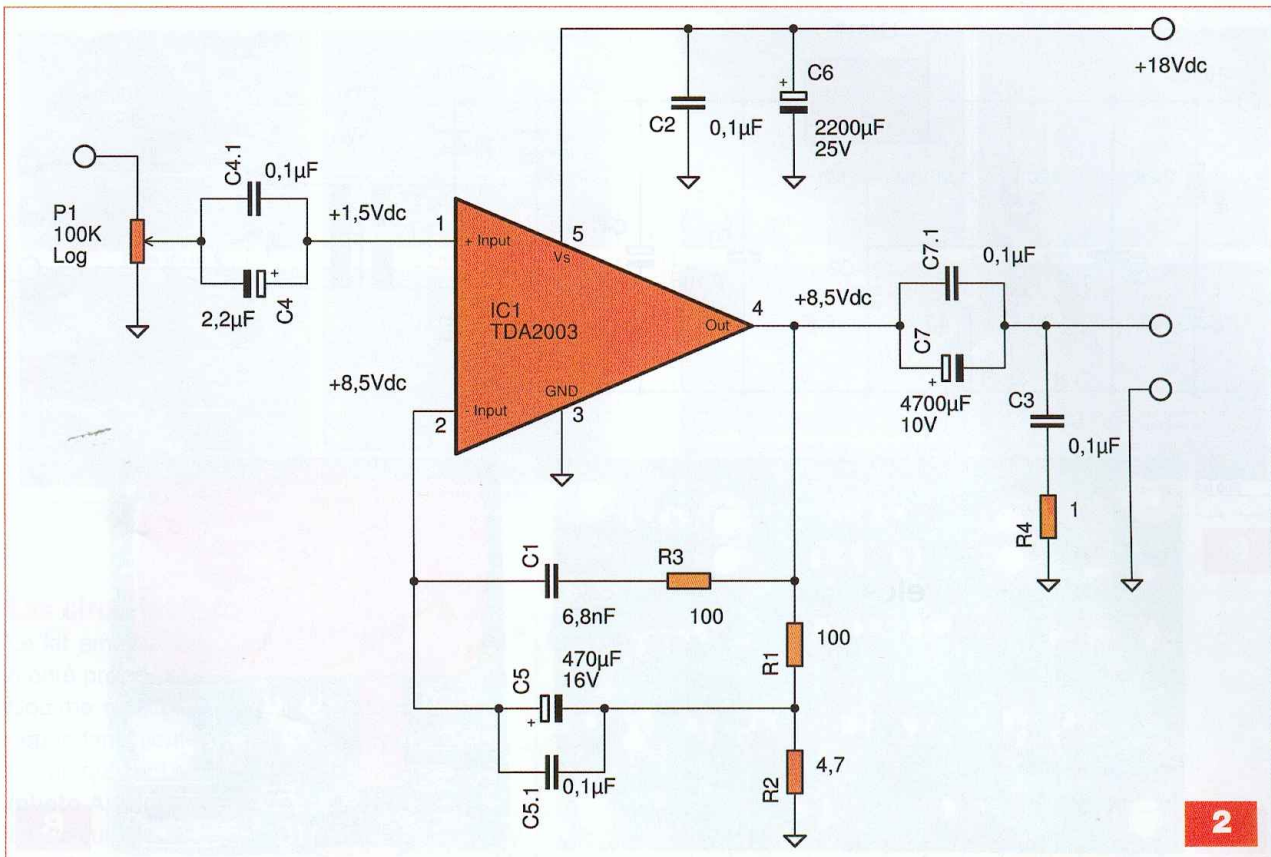 +18Vdc
C6
2200µF
25V
C2
0,1µF
P1
100K
Log
C4.1
0,1µF
2,2µF
C4
+1,5Vdc
1
+ Input
5
Vs
IC1
TDA2003
Out
4
GND
3
+8,5Vdc
- Input
2
+8,5Vdc
C7.1
0,1µF
C7
4700µF
10V
C3
0,1µF
R4
1
C1
6,8nF
R3
100
R1
100
C5
470µF
16V
C5.1
0,1µF
R2
4,7
2